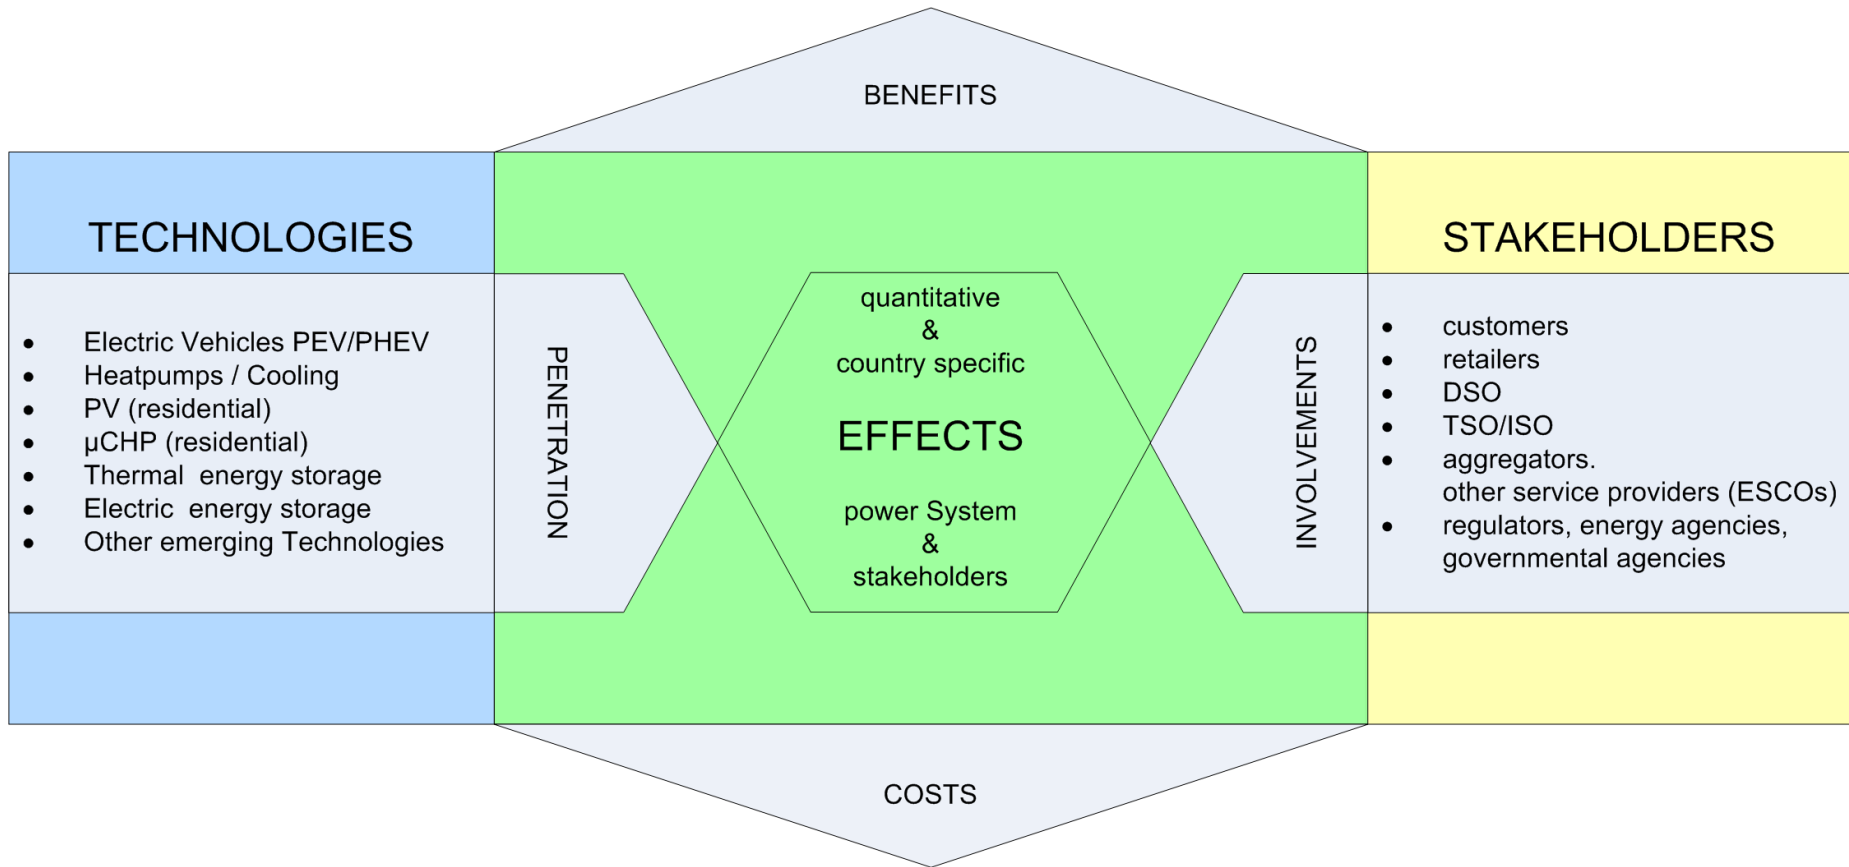 BENEFITS
TECHNOLOGIES
• Electric Vehicles PEV/PHEV
• Heatpumps / Cooling
• PV (residential)
• µCHP (residential)
• Thermal energy storage
• Electric energy storage
• Other emerging Technologies
PENETRATION
quantitative
&
country specific
EFFECTS
power System
&
stakeholders
INVOLVEMENTS
STAKEHOLDERS
• customers
• retailers
• DSO
• TSO/ISO
• aggregators.
other service providers (ESCOs)
• regulators, energy agencies,
governmental agencies
COSTS